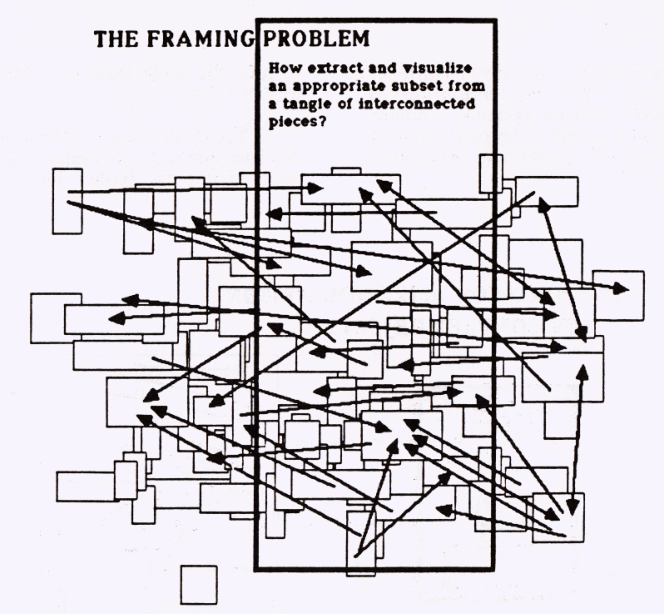 THE FRAMING PROBLEM
How extract and visualize
an appropriate subset from
a tangle of interconnected
pieces?